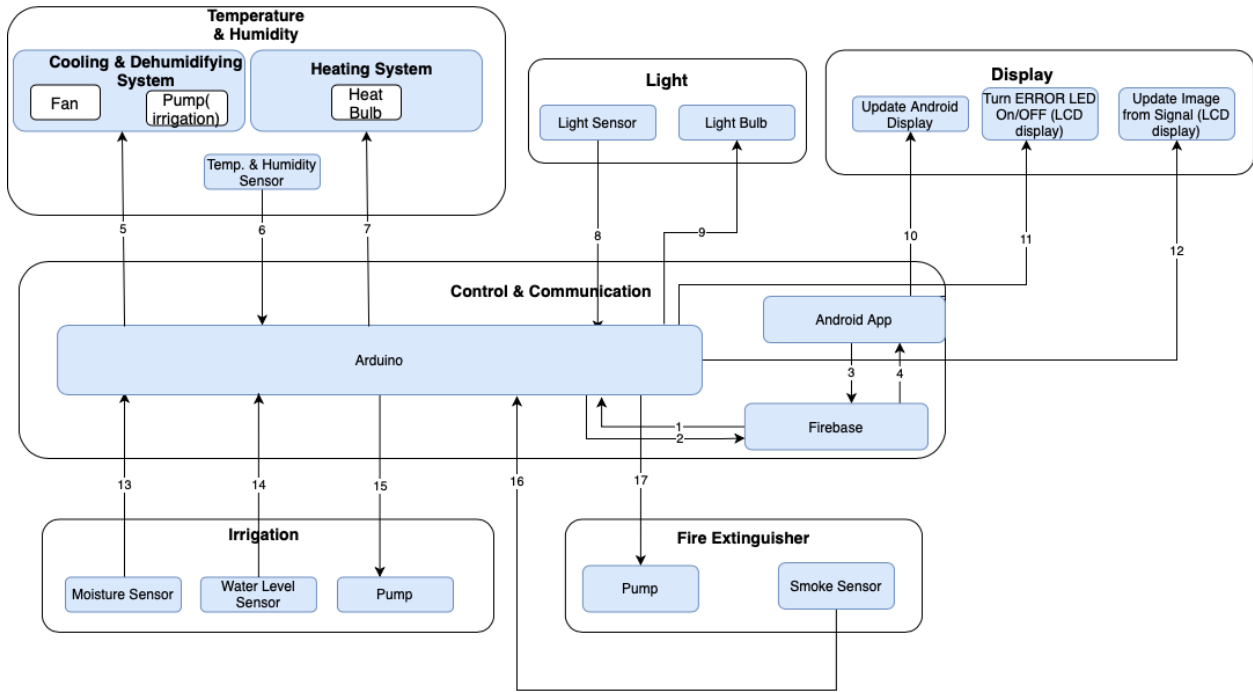 Temperature
& Humidity
Cooling & Dehumidifying
System
Fan
Pump(
irrigation)
Heating System
Heat
Bulb
Temp. & Humidity
Sensor
Light
Light Sensor
Light Bulb
Display
Update Android
Display
Turn ERROR LED
On/OFF (LCD
display)
Update Image
from Signal (LCD
display)
5
6
7
8
9
10
11
12
Control & Communication
Android App
Arduino
3
4
Firebase
1
2
13
14
15
16
17
Irrigation
Moisture Sensor
Water Level
Sensor
Pump
Fire Extinguisher
Pump
Smoke Sensor